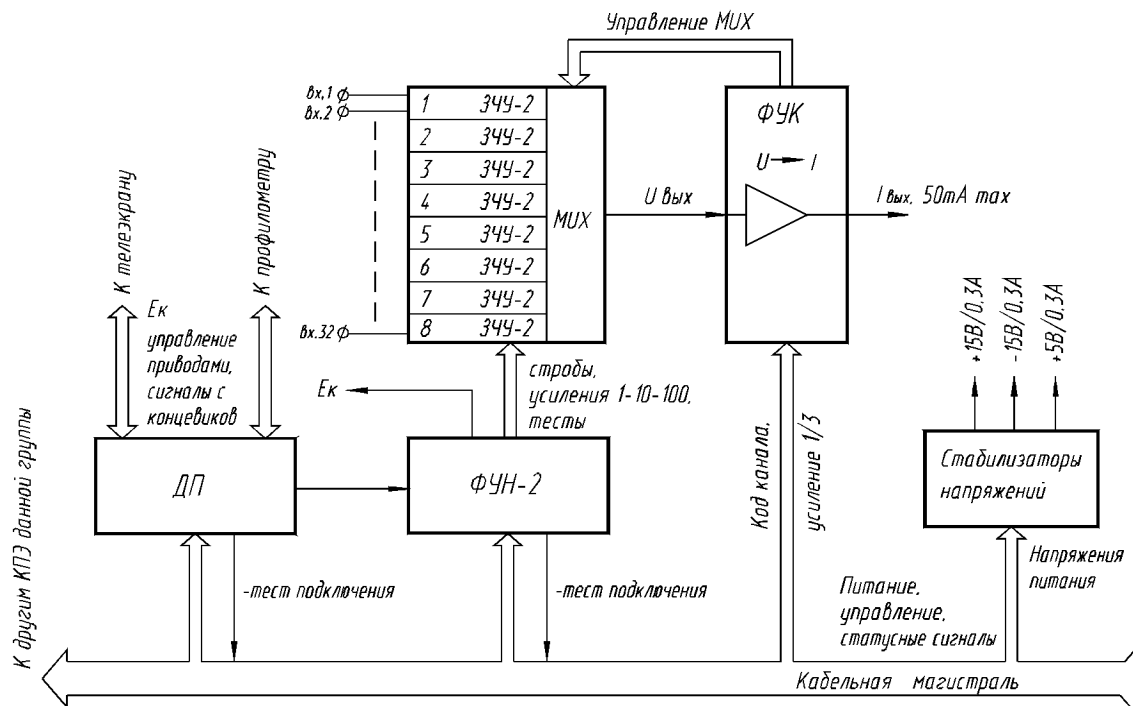 Управление MUX
вх.1
вх.2
1 ЗЧУ-2
2 ЗЧУ-2
3 ЗЧУ-2
4 ЗЧУ-2
5 ЗЧУ-2
6 ЗЧУ-2
7 ЗЧУ-2
8 ЗЧУ-2
вх.32
MUX
U вых
ФУК
U I
I вых. 50mA max
К телеэкрану
К профилометру
Ек
управление
приводами,
сигналы с
концевиков
Ек
стробы,
усиления 1-10-100,
тесты
Код канала,
усиление 1/3
+15В/0.3А
-15В/0.3А
+5В/0.3А
ДП
ФУН-2
Стабилизаторы
напряжений
-тест подключения
-тест подключения
Питание,
управление,
статусные сигналы
Напряжения
питания
К другим КПЭ данной группы
Кабельная магистраль